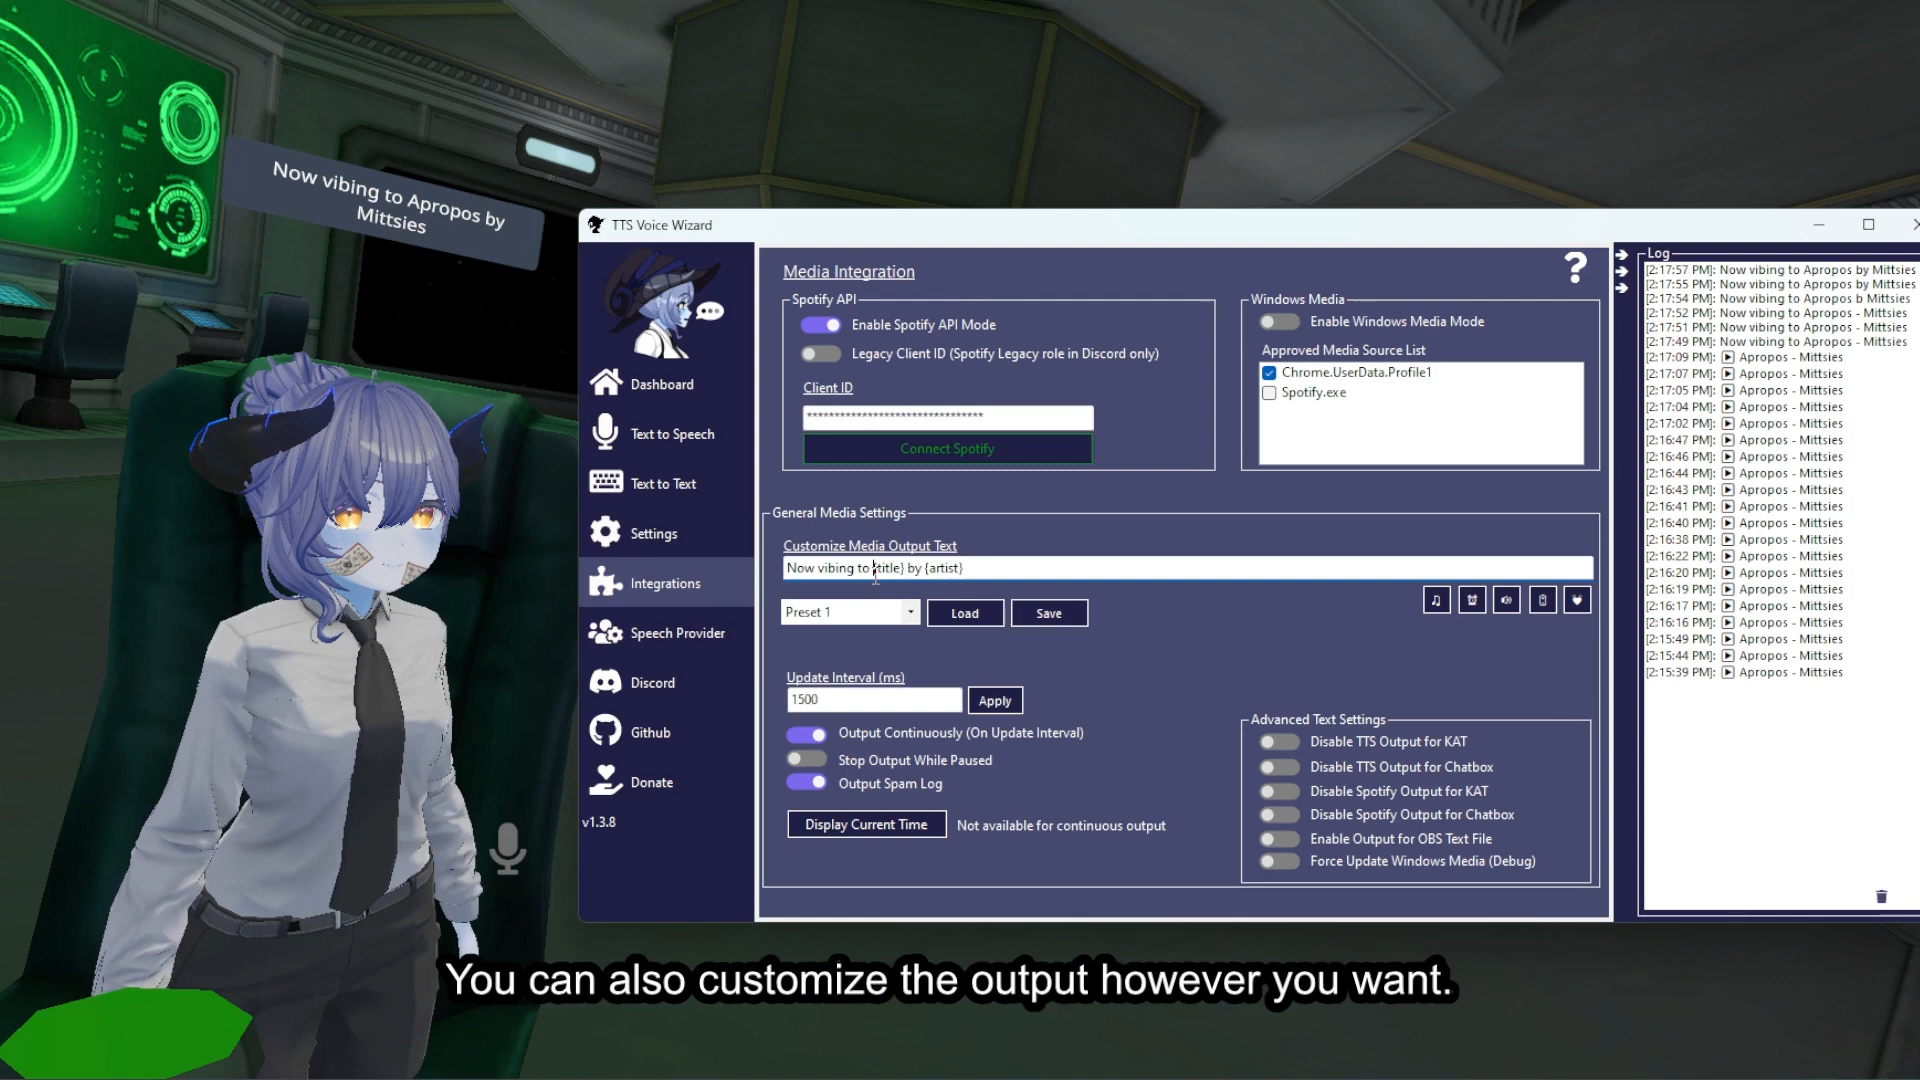 Now vibing to Apropos by
Mittsies
TTS Voice Wizard
Dashboard
Text to Speech
Text to Text
Settings
Integrations
Speech Provider
Discord
Github
Donate
v1.3.8
Media Integration
?
Spotify API
Enable Spotify API Mode
Legacy Client ID (Spotify Legacy role in Discord only)
Client ID
********************************
Connect Spotify
Windows Media
Enable Windows Media Mode
Approved Media Source List
Chrome.UserData.Profile1
Spotify.exe
General Media Settings
Customize Media Output Text
Now vibing to {title} by {artist}
Preset 1
Load
Save
Update Interval (ms)
1500
Apply
Output Continuously (On Update Interval)
Stop Output While Paused
Output Spam Log
Display Current Time
Not available for continuous output
Advanced Text Settings
Disable TTS Output for KAT
Disable TTS Output for Chatbox
Disable Spotify Output for KAT
Disable Spotify Output for Chatbox
Enable Output for OBS Text File
Force Update Windows Media (Debug)
Log
[2:17:57 PM]: Now vibing to Apropos by Mittsies
[2:17:55 PM]: Now vibing to Apropos by Mittsies
[2:17:54 PM]: Now vibing to Apropos b Mittsies
[2:17:52 PM]: Now vibing to Apropos - Mittsies
[2:17:51 PM]: Now vibing to Apropos - Mittsies
[2:17:49 PM]: Now vibing to Apropos - Mittsies
[2:17:09 PM]: Apropos - Mittsies
[2:17:07 PM]: Apropos - Mittsies
[2:17:05 PM]: Apropos - Mittsies
[2:17:04 PM]: Apropos - Mittsies
[2:17:02 PM]: Apropos - Mittsies
[2:16:47 PM]: Apropos - Mittsies
[2:16:46 PM]: Apropos - Mittsies
[2:16:44 PM]: Apropos - Mittsies
[2:16:43 PM]: Apropos - Mittsies
[2:16:41 PM]: Apropos - Mittsies
[2:16:40 PM]: Apropos - Mittsies
[2:16:38 PM]: Apropos - Mittsies
[2:16:22 PM]: Apropos - Mittsies
[2:16:20 PM]: Apropos - Mittsies
[2:16:19 PM]: Apropos - Mittsies
[2:16:17 PM]: Apropos - Mittsies
[2:16:16 PM]: Apropos - Mittsies
[2:15:49 PM]: Apropos - Mittsies
[2:15:44 PM]: Apropos - Mittsies
[2:15:39 PM]: Apropos - Mittsies
You can also customize the output however you want.